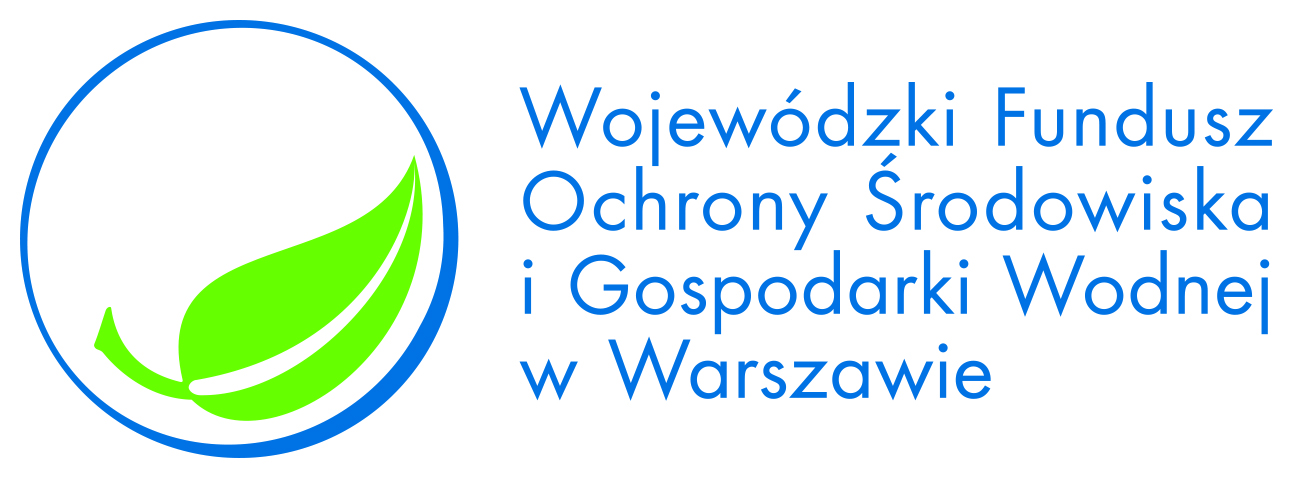 Wojewódzki Fundusz
Ochrony Środowiska
i Gospodarki Wodnej
w Warszawie